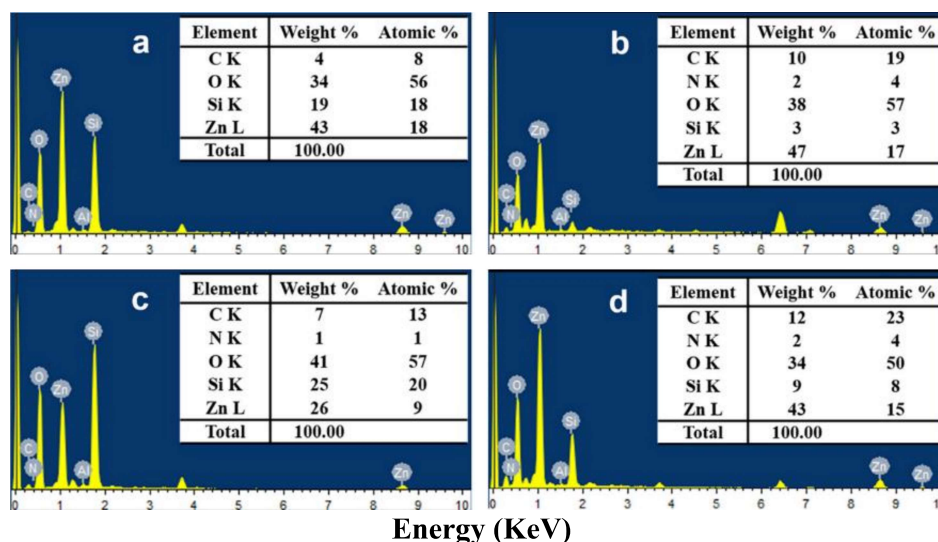 a
Element Weight % Atomic %
C K 4 8
O K 34 56
Si K 19 18
Zn L 43 18
Total 100.00
Zn
Si
O
C
N
Al
Zn
Zn
0 1 2 3 4 5 6 7 8 9 10
b
Element Weight % Atomic %
C K 10 19
N K 2 4
O K 38 57
Si K 3 3
Zn L 47 17
Total 100.00
Zn
O
Si
C
N
Al
Zn
Zn
0 1 2 3 4 5 6 7 8 9 1
c
Element Weight % Atomic %
C K 7 13
N K 1 1
O K 41 57
Si K 25 20
Zn L 26 9
Total 100.00
Si
O
Zn
C
N
Al
Zn
0 1 2 3 4 5 6 7 8 9 10
d
Element Weight % Atomic %
C K 12 23
N K 2 4
O K 34 50
Si K 9 8
Zn L 43 15
Total 100.00
Zn
O
Si
C
N
Al
Zn
Zn
0 1 2 3 4 5 6 7 8 9 1
Energy (KeV)